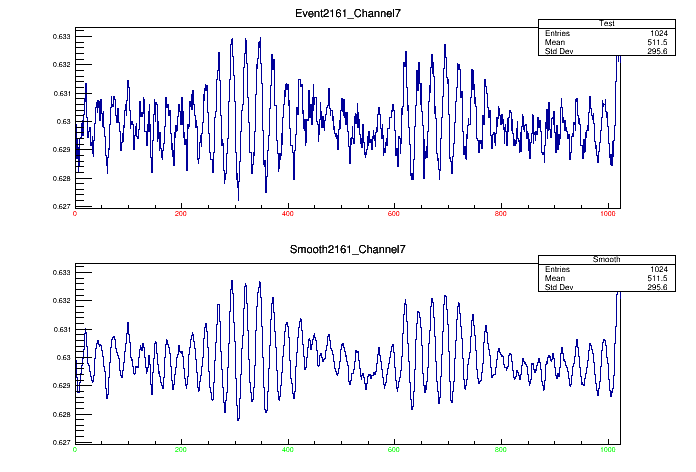 Event2161_Channel7
Test
Entries 1024
Mean 511.5
Std Dev 295.6
0.633
0.632
0.631
0.63
0.629
0.628
0.627
0 200 400 600 800 1000
Smooth2161_Channel7
Smooth
Entries 1024
Mean 511.5
Std Dev 295.6
0.633
0.632
0.631
0.63
0.629
0.628
0.627
0 200 400 600 800 1000